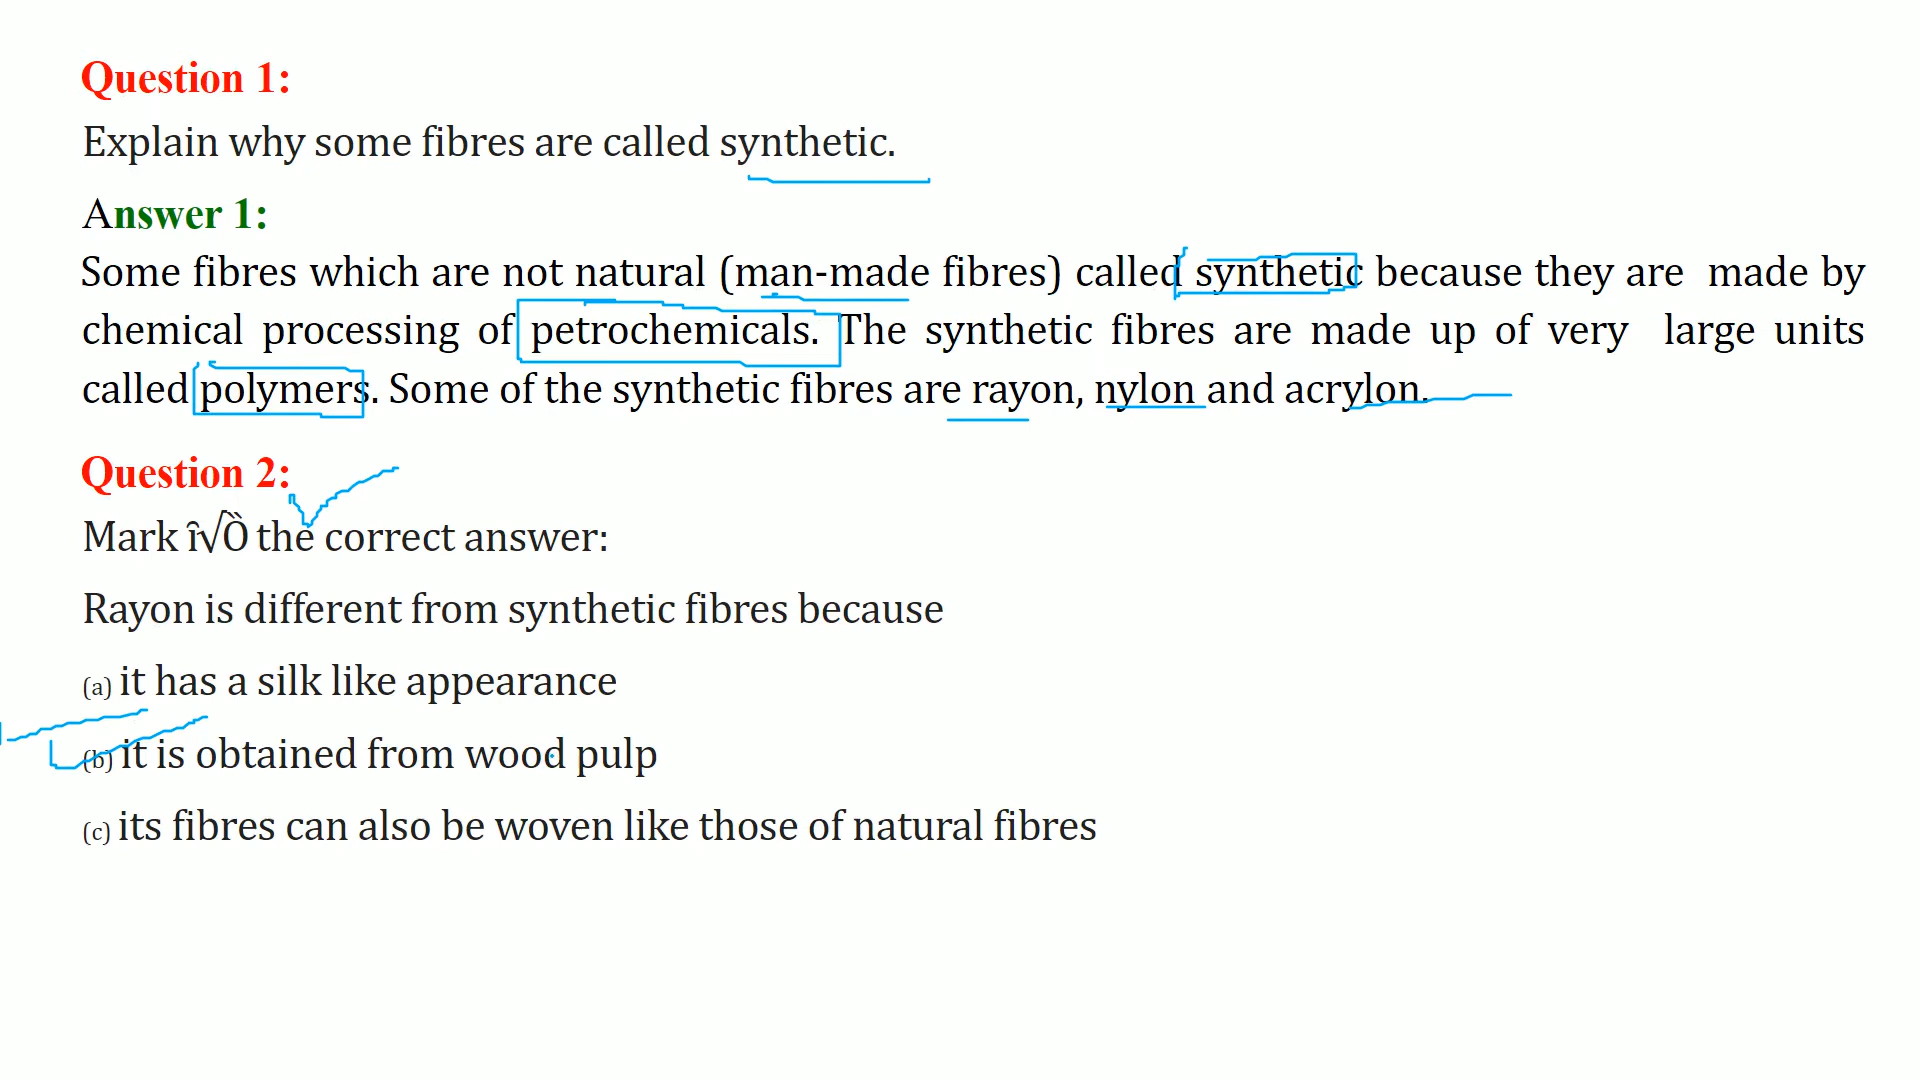 Question 1:
Explain why some fibres are called synthetic.
Answer 1:
Some fibres which are not natural (man-made fibres) called synthetic because they are made by
chemical processing of petrochemicals. The synthetic fibres are made up of very large units
called polymers. Some of the synthetic fibres are rayon, nylon and acrylon.
Question 2:
Mark ȋ√Ȍ the correct answer:
Rayon is different from synthetic fibres because
(a) it has a silk like appearance
(b) it is obtained from wood pulp
(c) its fibres can also be woven like those of natural fibres